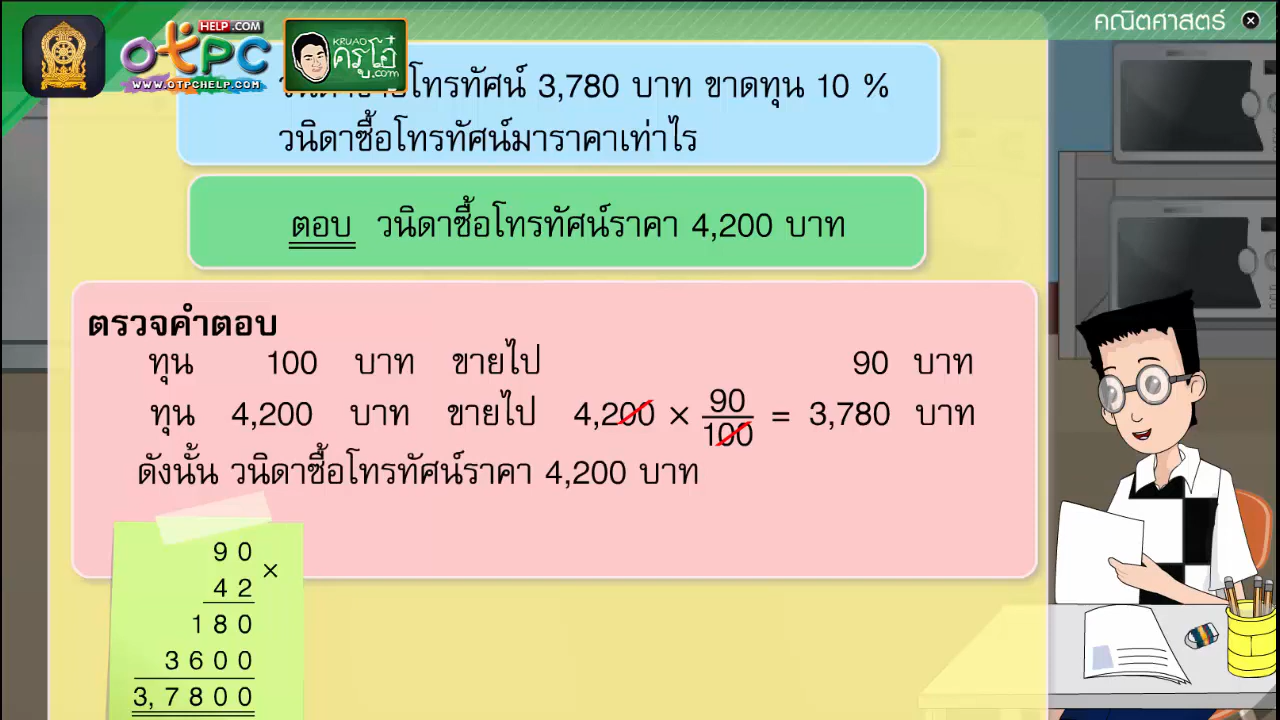 คณิตศาสตร์
HELP.COM
OTPC
WWW.OTPCHELP.COM
KRUAO
ครูโอ๋
.com
โทรทัศน์ 3,780 บาท ขาดทุน 10 %
วนิดาซื้อโทรทัศน์มาราคาเท่าไร
ตอบ วนิดาซื้อโทรทัศน์ราคา 4,200 บาท
ตรวจคำตอบ
ทุน 100 บาท ขายไป 90 บาท
ทุน 4,200 บาท ขายไป 4,200 × 90/100 = 3,780 บาท
ดังนั้น วนิดาซื้อโทรทัศน์ราคา 4,200 บาท
90
×
42
180
3600
3,7800